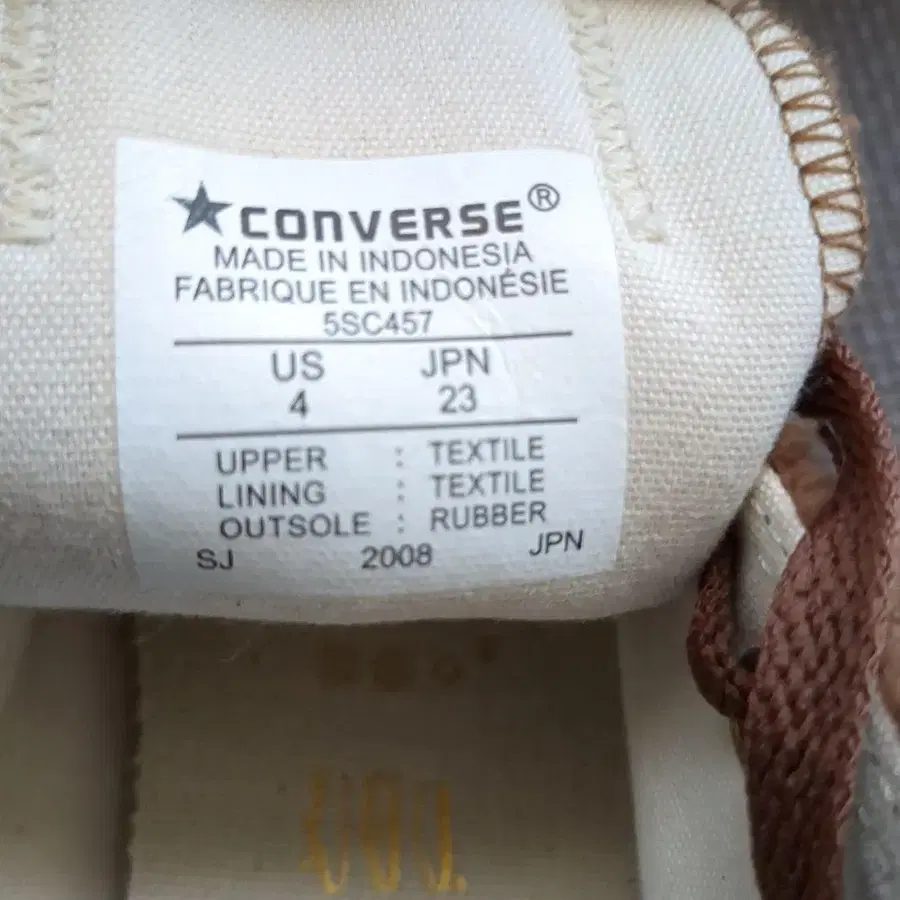 CONVERSE®
MADE IN INDONESIA
FABRIQUE EN INDONÉSIE
5SC457
US JPN
4 23
UPPER : TEXTILE
LINING : TEXTILE
OUTSOLE : RUBBER
SJ 2008 JPN